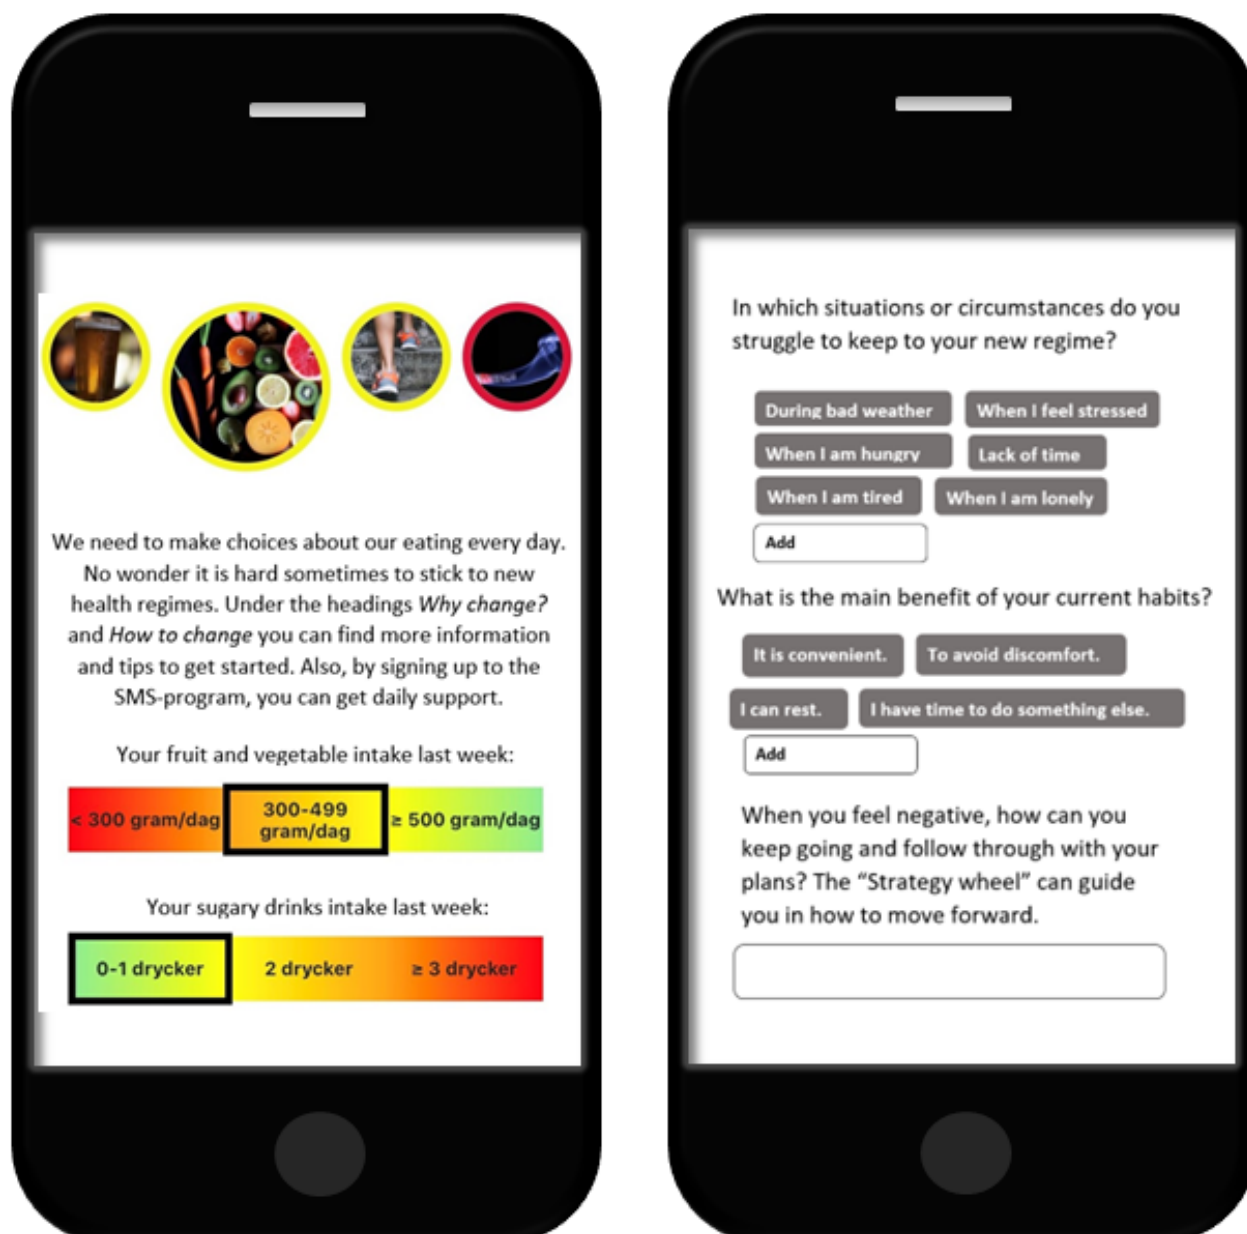 We need to make choices about our eating every day.
No wonder it is hard sometimes to stick to new
health regimes. Under the headings Why change?
and How to change you can find more information
and tips to get started. Also, by signing up to the
SMS-program, you can get daily support.
Your fruit and vegetable intake last week:
< 300 gram/dag
300-499
gram/dag
≥ 500 gram/dag
Your sugary drinks intake last week:
0-1 drycker
2 drycker
≥ 3 drycker
In which situations or circumstances do you
struggle to keep to your new regime?
During bad weather
When I feel stressed
When I am hungry
Lack of time
When I am tired
When I am lonely
Add
What is the main benefit of your current habits?
It is convenient.
To avoid discomfort.
I can rest.
I have time to do something else.
Add
When you feel negative, how can you
keep going and follow through with your
plans? The “Strategy wheel” can guide
you in how to move forward.